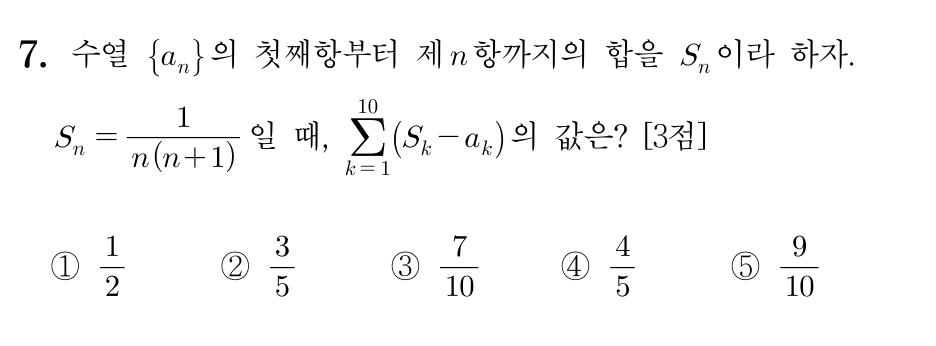 7. 수열 {aₙ}의 첫째항부터 제n항까지의 합을 Sₙ이라 하자.
Sₙ = 1/(n(n+1)) 일 때, ∑_{k=1}^{10} (Sₖ − aₖ)의 값은? [3점]
① 1/2 ② 3/5 ③ 7/10 ④ 4/5 ⑤ 9/10